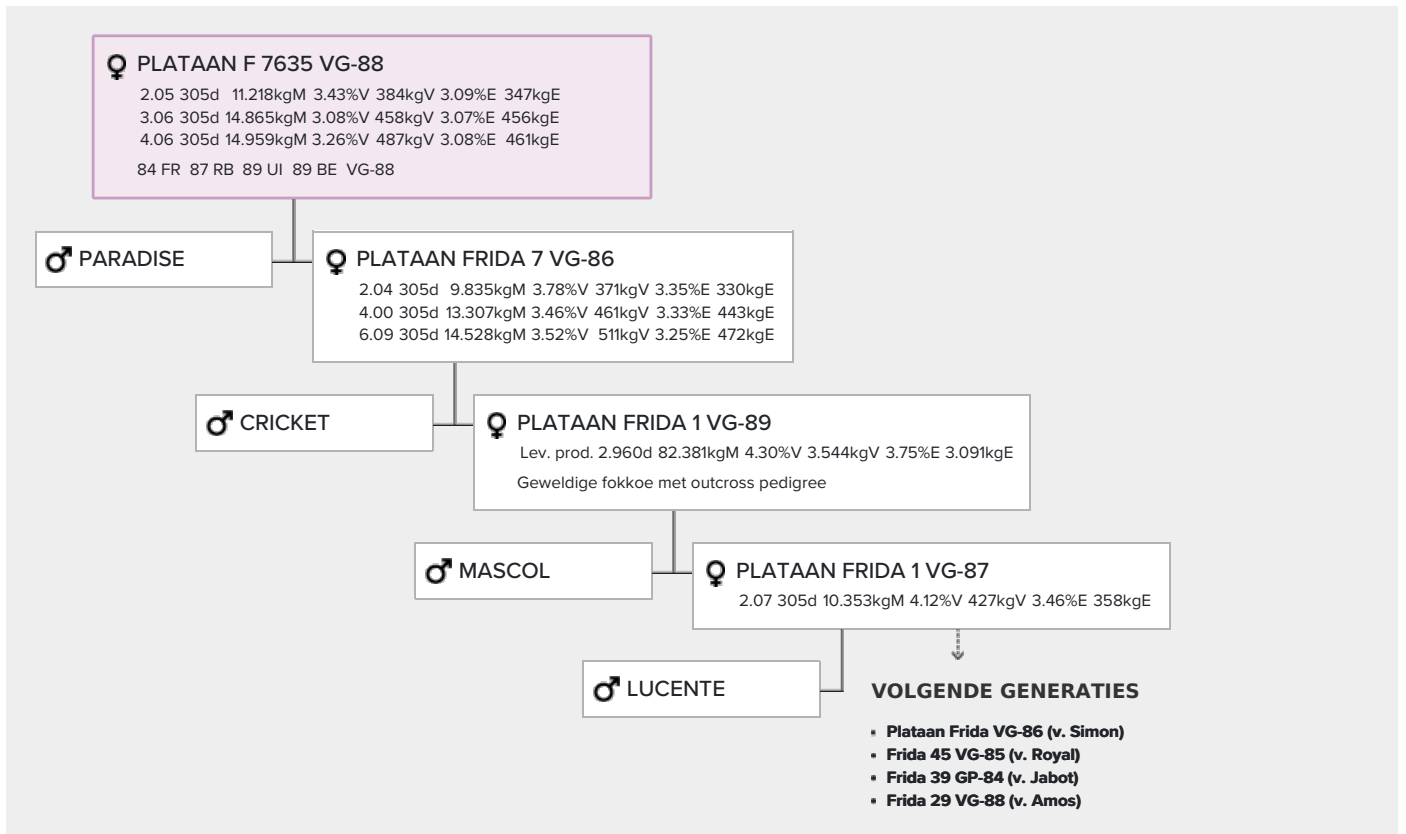 PLATAAN F 7635 VG-88
2.05 305d 11.218kgM 3.43%V 384kgV 3.09%E 347kgE
3.06 305d 14.865kgM 3.08%V 458kgV 3.07%E 456kgE
4.06 305d 14.959kgM 3.26%V 487kgV 3.08%E 461kgE
84 FR 87 RB 89 UI 89 BE VG-88
PARADISE
PLATAAN FRIDA 7 VG-86
2.04 305d 9.835kgM 3.78%V 371kgV 3.35%E 330kgE
4.00 305d 13.307kgM 3.46%V 461kgV 3.33%E 443kgE
6.09 305d 14.528kgM 3.52%V 511kgV 3.25%E 472kgE
CRICKET
PLATAAN FRIDA 1 VG-89
Lev. prod. 2.960d 82.381kgM 4.30%V 3.544kgV 3.75%E 3.091kgE
Geweldige fokkoe met outcross pedigree
MASCOL
PLATAAN FRIDA 1 VG-87
2.07 305d 10.353kgM 4.12%V 427kgV 3.46%E 358kgE
LUCENTE
VOLGENDE GENERATIES
Plataan Frida VG-86 (v. Simon)
Frida 45 VG-85 (v. Royal)
Frida 39 GP-84 (v. Jabot)
Frida 29 VG-88 (v. Amos)